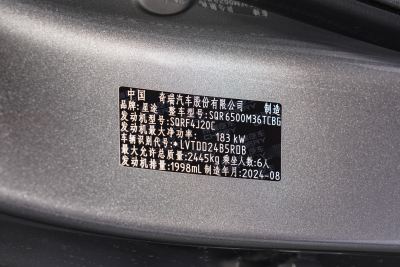 中国 奇瑞汽车股份有限公司 制造
品牌：星途 整车型号：SQR6500M36TCBG
发动机型号：SQRF4J20C
发动机最大净功率： 183 kW
车辆识别代号：*LVTDD24B5RDB
最大允许总质量：2445kg 乘坐人数：6人
发动机排量：1998mL 制造年月：2024-08